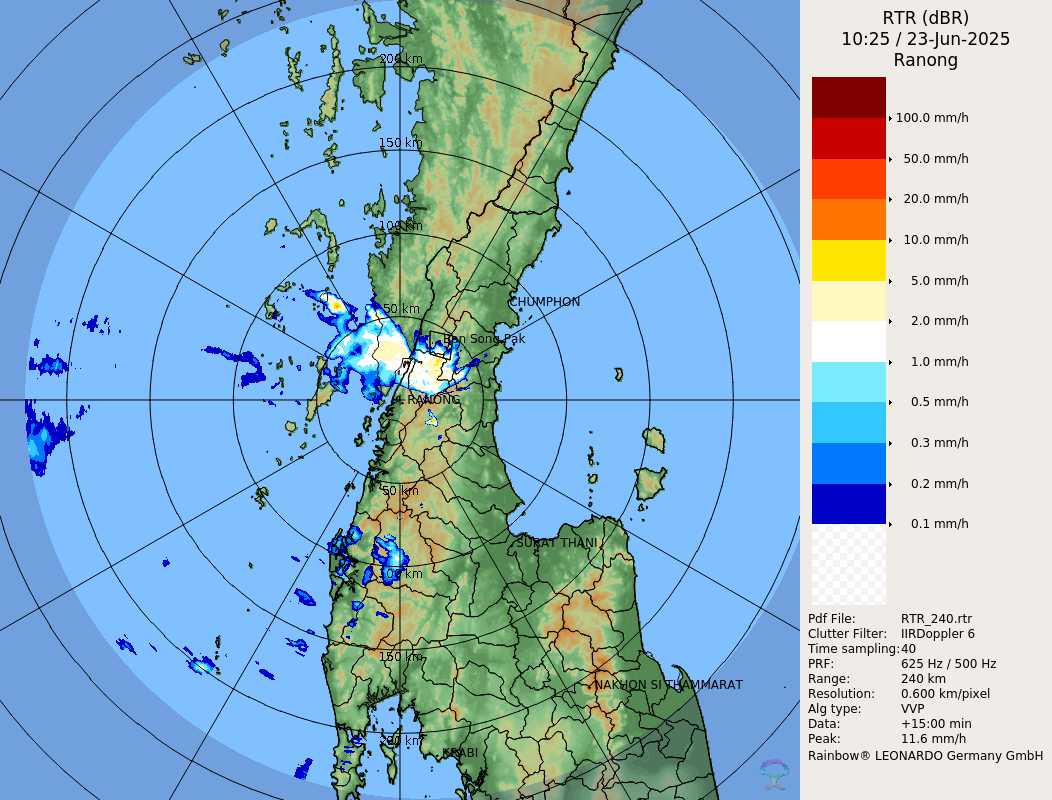 RTR (dBR)
10:25 / 23-Jun-2025
Ranong
100.0 mm/h
50.0 mm/h
20.0 mm/h
10.0 mm/h
5.0 mm/h
2.0 mm/h
1.0 mm/h
0.5 mm/h
0.3 mm/h
0.2 mm/h
0.1 mm/h
Pdf File: RTR_240.rtr
Clutter Filter: IIRDoppler 6
Time sampling:40
PRF: 625 Hz / 500 Hz
Range: 240 km
Resolution: 0.600 km/pixel
Alg type: VVP
Data: +15:00 min
Peak: 11.6 mm/h
Rainbow® LEONARDO Germany GmbH
200 km
150 km
100 km
50 km
CHUMPHON
Ban Song Pak
RANONG
50 km
SURAT THANI
100 km
150 km
NAKHON SI THAMMARAT
200 km
KRABI